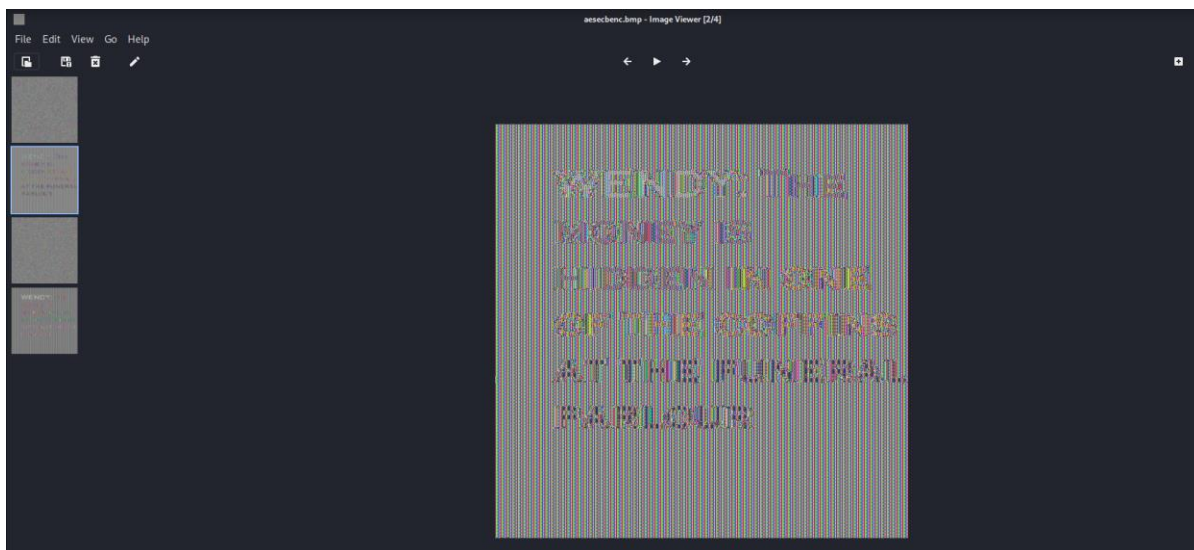 aesecbenc.bmp - Image Viewer [2/4]
File Edit View Go Help
WENDY: THE
MONEY IS
HIDDEN IN ONE
OF THE COFFINS
AT THE FUNERAL
PARLOUR